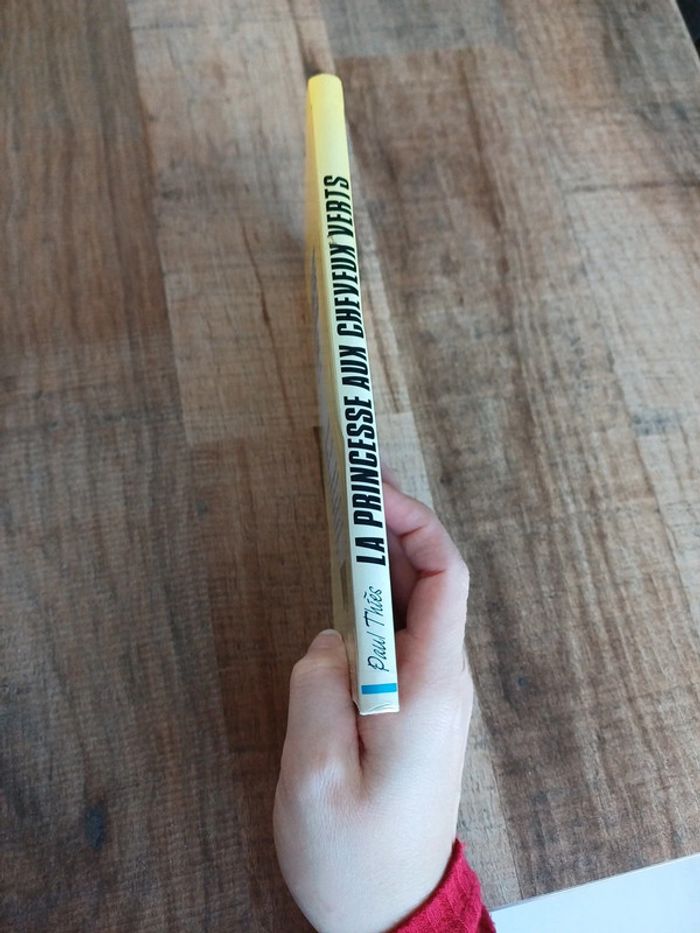 Paul Thiès
LA PRINCESSE AUX CHEVEUX VERTS